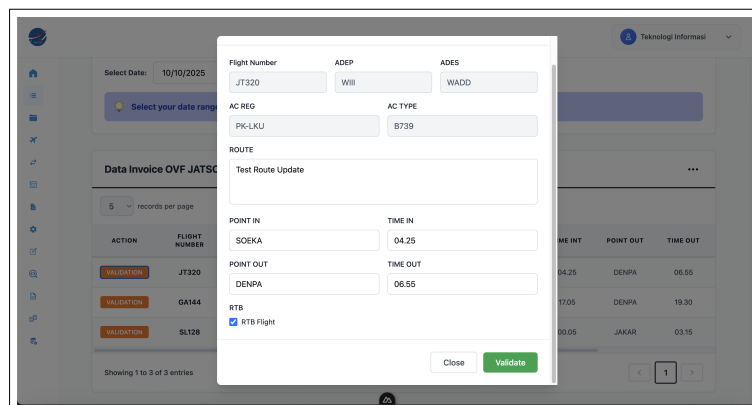 Teknologi Informasi
Select Date: 10/10/2025
Select your date range
Data Invoice OVF JATSC
5 records per page
ACTION FLIGHT NUMBER ME INT POINT OUT TIME OUT
VALIDATION JT320 04.25 DENPA 06.55
VALIDATION GA144 17.05 DENPA 19.30
VALIDATION SL128 00.05 JAKAR 03.15
Showing 1 to 3 of 3 entries
1
Flight Number ADEP ADES
JT320 WIII WADD
AC REG AC TYPE
PK-LKU B739
ROUTE
Test Route Update
POINT IN TIME IN
SOEKA 04.25
POINT OUT TIME OUT
DENPA 06.55
RTB
RTB Flight
Close Validate